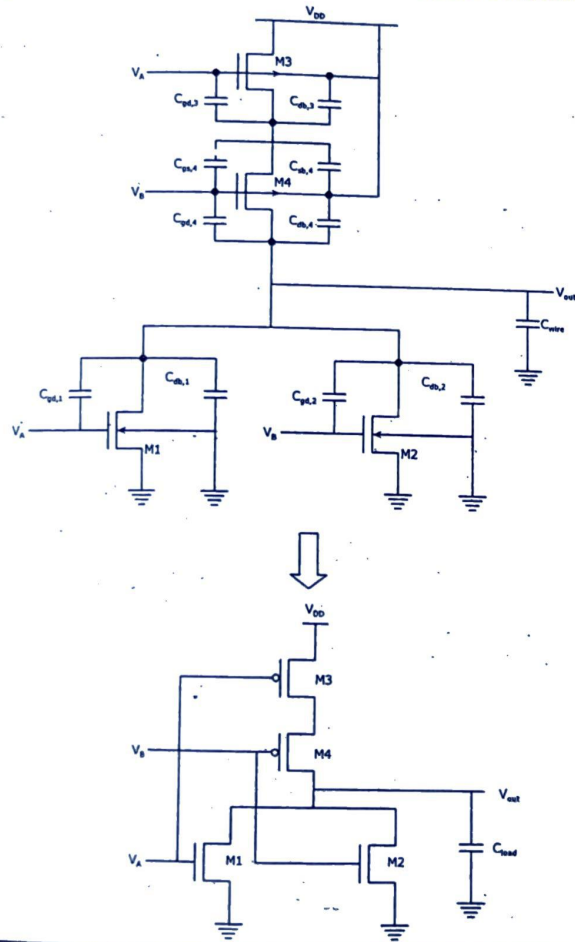 VDD
M3
VA
Cgd,3
Cdb,3
Cgs,4
Csb,4
M4
VB
Cgd,4
Cdb,4
Vout
Cwire
Cgd,1
Cdb,1
VA
M1
Cgd,2
Cdb,2
VB
M2
VDD
M3
VB
M4
Vout
VA
M1
M2
Cload